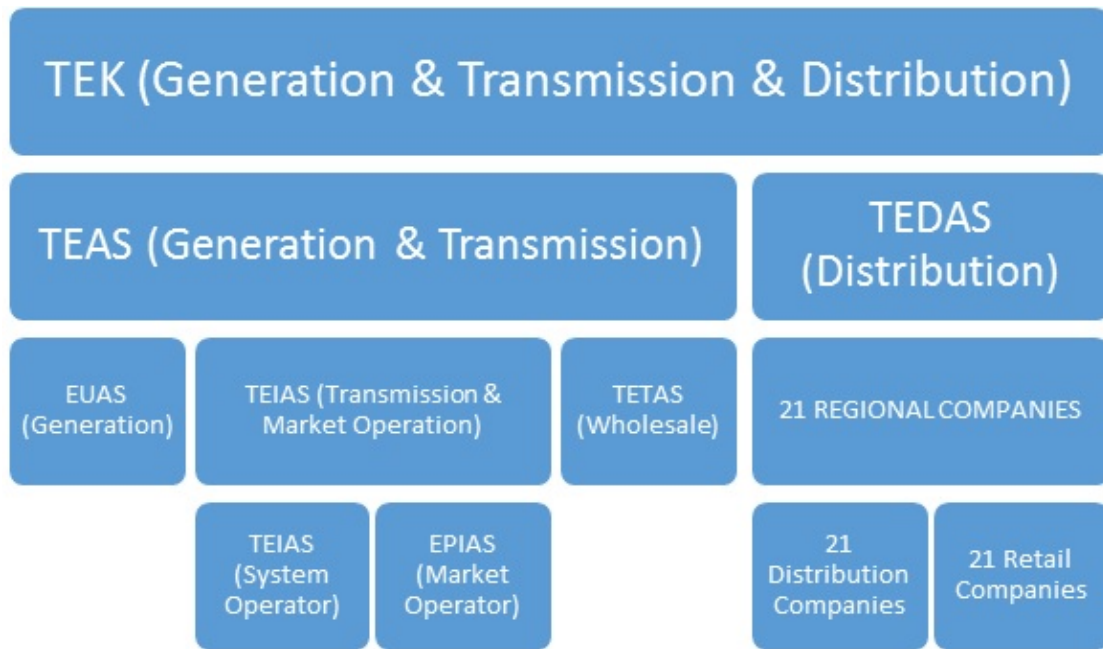 TEK (Generation & Transmission & Distribution)
TEAS (Generation & Transmission)
TEDAS
(Distribution)
EUAS
(Generation)
TEIAS (Transmission &
Market Operation)
TETAS
(Wholesale)
21 REGIONAL COMPANIES
TEIAS
(System
Operator)
EPIAS
(Market
Operator)
21
Distribution
Companies
21 Retail
Companies